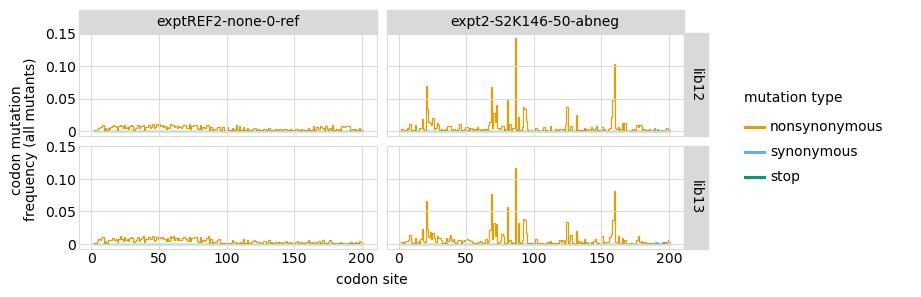 exptREF2-none-0-ref
expt2-S2K146-50-abneg
0.15
0.10
0.05
0
lib12
0.15
0.10
0.05
0
lib13
codon mutation
frequency (all mutants)
0
50
100
150
200
0
50
100
150
200
codon site
mutation type
nonsynonymous
synonymous
stop